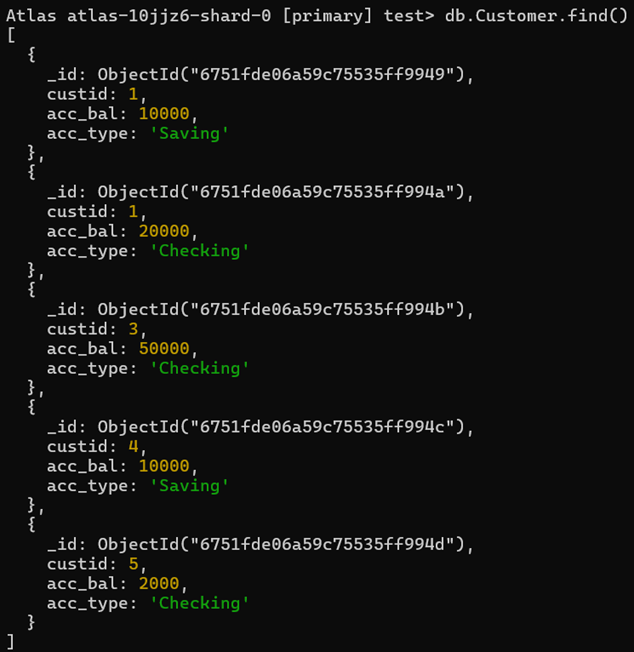 Atlas atlas-10jjz6-shard-0 [primary] test> db.Customer.find()
[
  {
    _id: ObjectId("6751fde06a59c75535ff9949"),
    custid: 1,
    acc_bal: 10000,
    acc_type: 'Saving'
  },
  {
    _id: ObjectId("6751fde06a59c75535ff994a"),
    custid: 1,
    acc_bal: 20000,
    acc_type: 'Checking'
  },
  {
    _id: ObjectId("6751fde06a59c75535ff994b"),
    custid: 3,
    acc_bal: 50000,
    acc_type: 'Checking'
  },
  {
    _id: ObjectId("6751fde06a59c75535ff994c"),
    custid: 4,
    acc_bal: 10000,
    acc_type: 'Saving'
  },
  {
    _id: ObjectId("6751fde06a59c75535ff994d"),
    custid: 5,
    acc_bal: 2000,
    acc_type: 'Checking'
  }
]